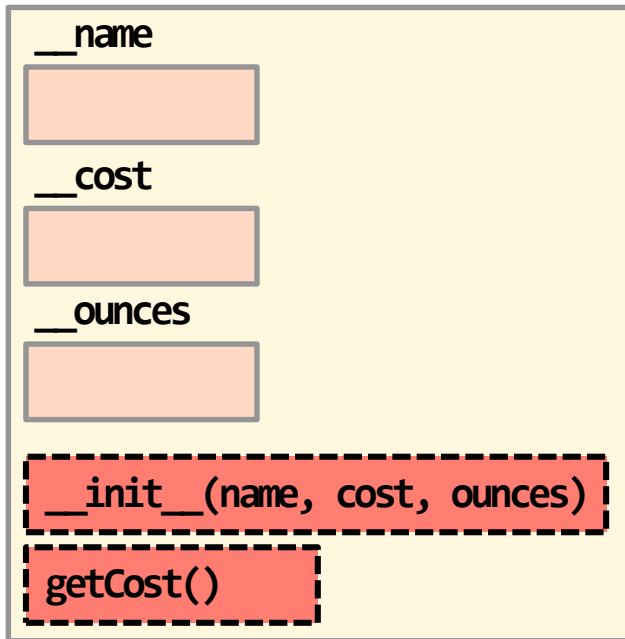 __name
__cost
__ounces
__init__(name, cost, ounces)
getCost()